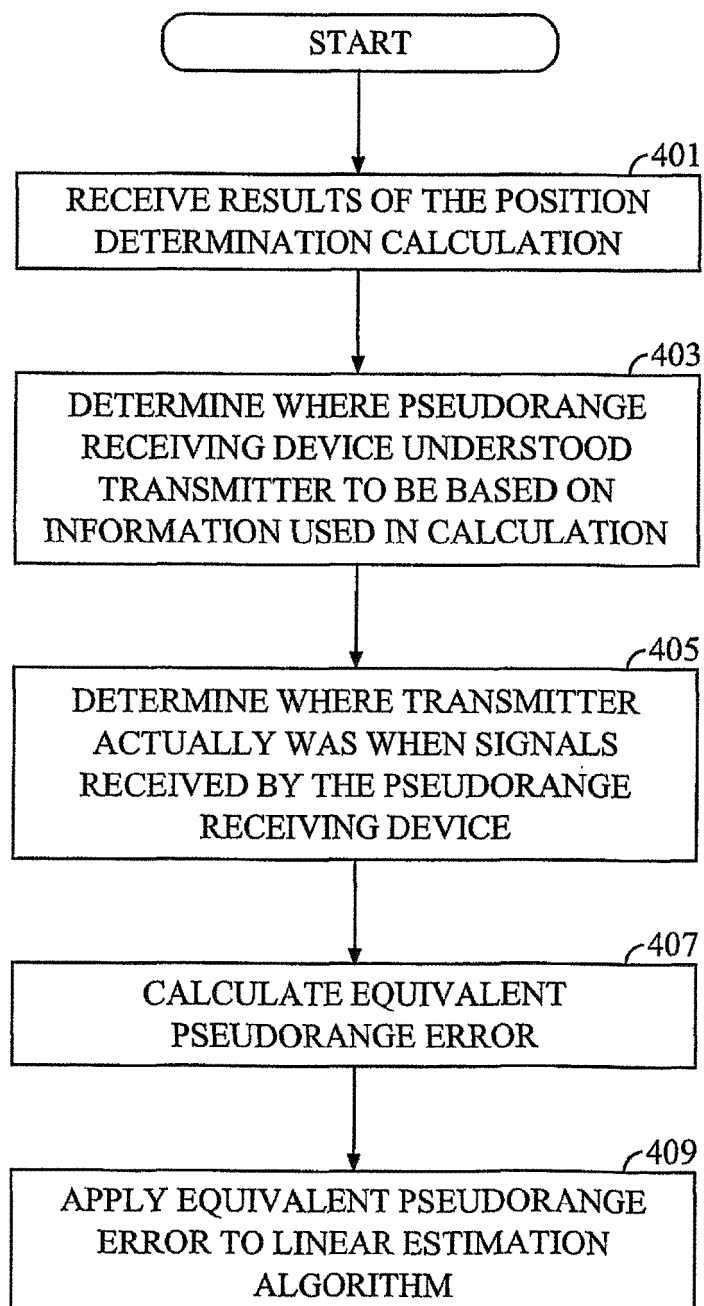 START
401
RECEIVE RESULTS OF THE POSITION
DETERMINATION CALCULATION
403
DETERMINE WHERE PSEUDORANGE
RECEIVING DEVICE UNDERSTOOD
TRANSMITTER TO BE BASED ON
INFORMATION USED IN CALCULATION
405
DETERMINE WHERE TRANSMITTER
ACTUALLY WAS WHEN SIGNALS
RECEIVED BY THE PSEUDORANGE
RECEIVING DEVICE
407
CALCULATE EQUIVALENT
PSEUDORANGE ERROR
409
APPLY EQUIVALENT PSEUDORANGE
ERROR TO LINEAR ESTIMATION
ALGORITHM